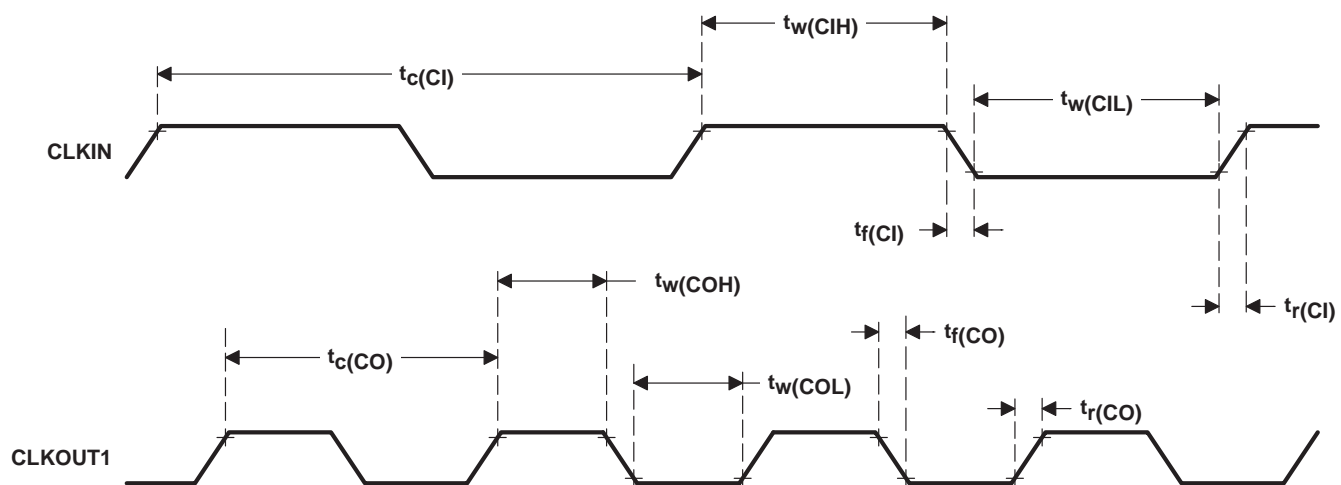 tw(CIH)
tc(CI)
tw(CIL)
CLKIN
tf(CI)
tw(COH)
tr(CI)
tf(CO)
tc(CO)
tw(COL)
tr(CO)
CLKOUT1